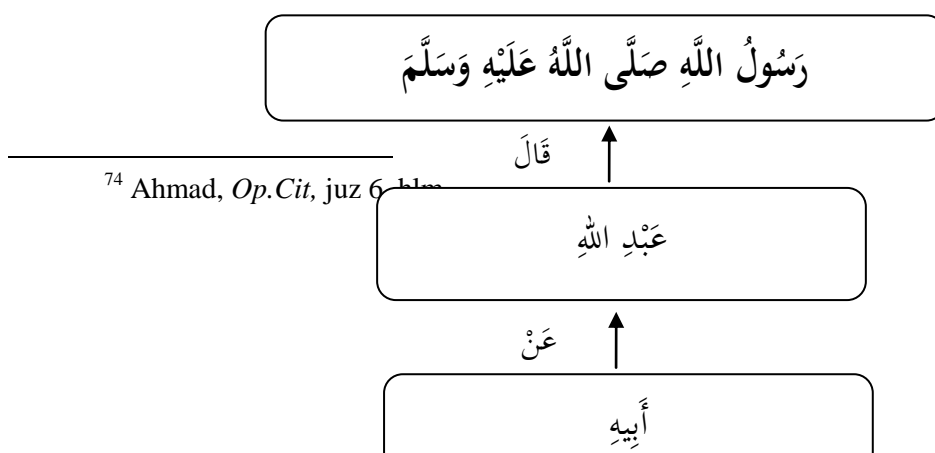 رَسُولُ اللَّهِ صَلَّى اللَّهُ عَلَيْهِ وَسَلَّمَ
قَالَ
74 Ahmad, Op.Cit, juz 6
عَبْدِ اللهِ
عَنْ
أَبِيهِ